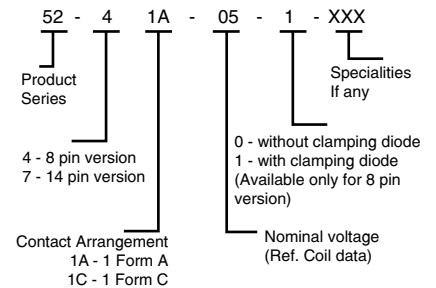 52 - 4 1A - 05 - 1 - XXX
Product
Series
Specialities
If any
4 - 8 pin version
7 - 14 pin version
0 - without clamping diode
1 - with clamping diode
(Available only for 8 pin
version)
Contact Arrangement
1A - 1 Form A
1C - 1 Form C
Nominal voltage
(Ref. Coil data)